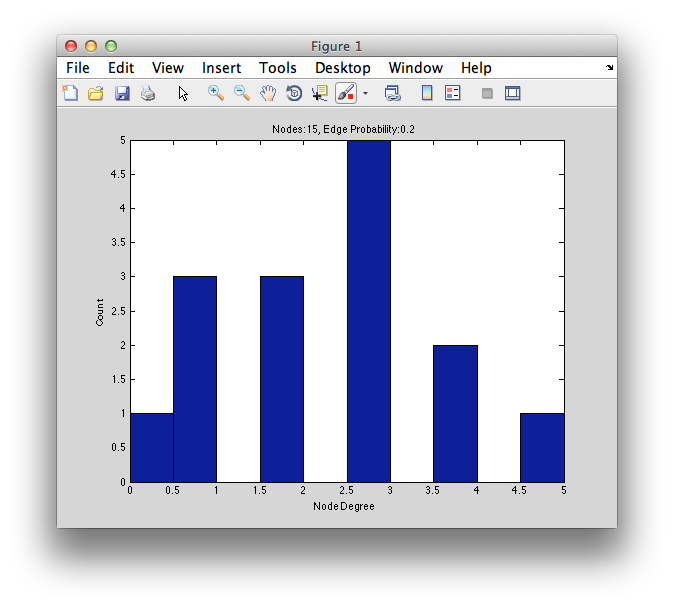 Figure 1
File Edit View Insert Tools Desktop Window Help
Nodes:15, Edge Probability:0.2
5
4.5
4
3.5
3
2.5
2
1.5
1
0.5
0
Count
0 0.5 1 1.5 2 2.5 3 3.5 4 4.5 5
Node Degree